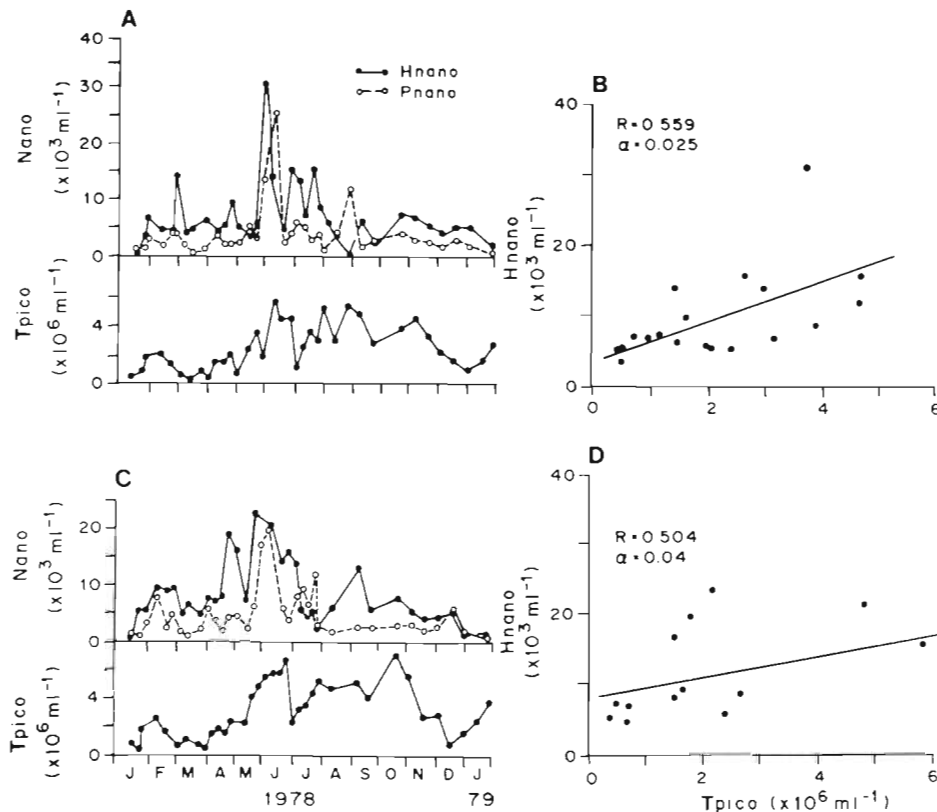 A
40
30
20
10
0
Nano
(x10³ ml⁻¹)
Hnano
Pnano
4
0
Tpico
(x10⁶ ml⁻¹)
B
R=0 559
α=0.025
40
20
0
Hnano
(x10³ ml⁻¹)
0 2 4 6
C
20
10
0
Nano
(x10³ ml⁻¹)
4
0
Tpico
(x10⁶ ml⁻¹)
J F M A M J J A S O N D J
1978 79
D
R=0 504
α=0.04
40
20
0
Hnano
(x10³ ml⁻¹)
0 2 4 6
Tpico (x10⁶ ml⁻¹)